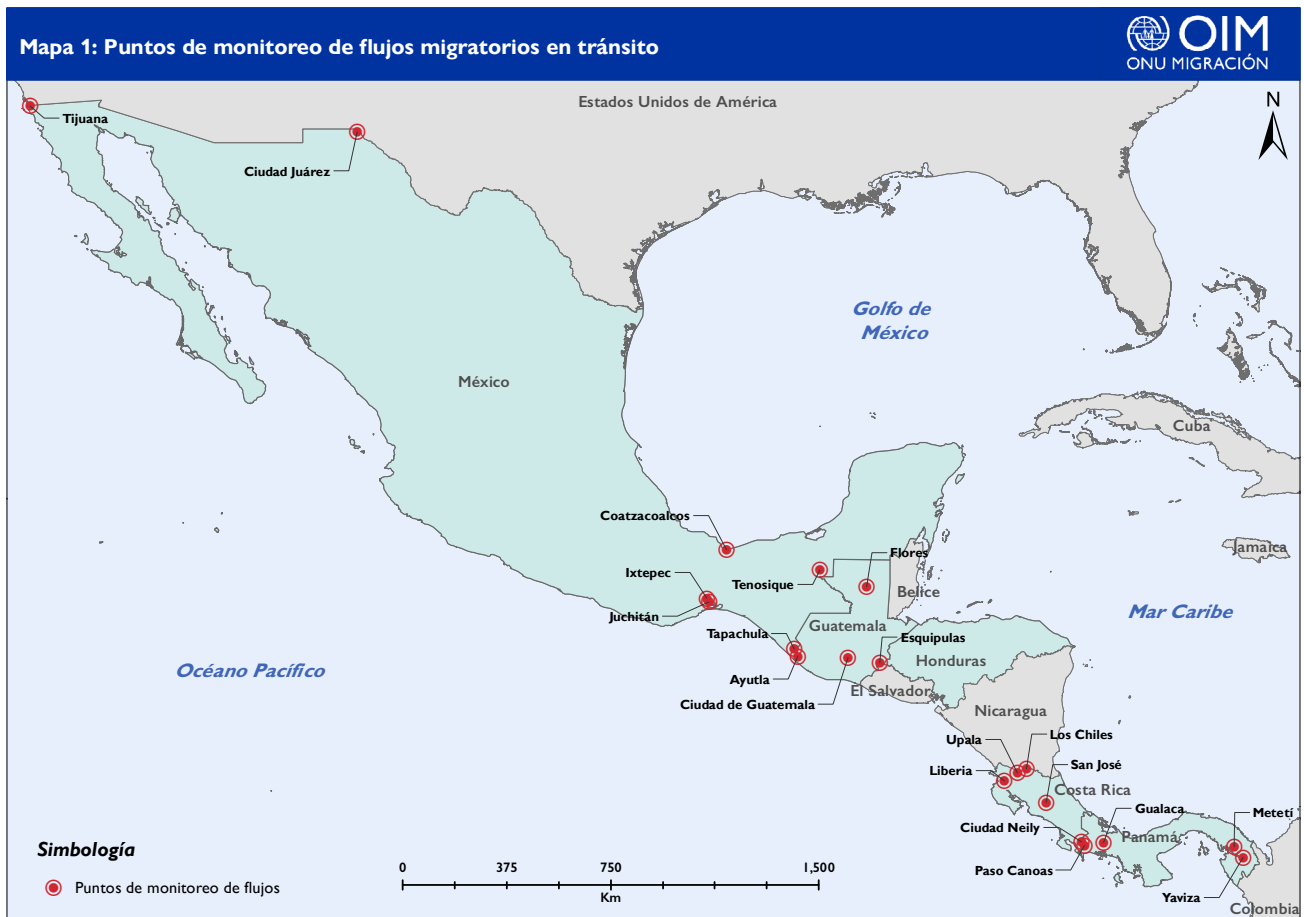 Mapa 1: Puntos de monitoreo de flujos migratorios en tránsito
OIM
ONU MIGRACIÓN
Estados Unidos de América
N
Tijuana
Ciudad Juárez
Golfo de
México
México
Cuba
Coatzacoalcos
Flores
Jamaica
Ixtepec
Tenosique
Belice
Juchitán
Mar Caribe
Guatemala
Tapachula
Esquipulas
Honduras
Océano Pacífico
Ayutla
El Salvador
Ciudad de Guatemala
Nicaragua
Los Chiles
Upala
San José
Liberia
Costa Rica
Gualaca
Metetí
Ciudad Neily
Panamá
Paso Canoas
Yaviza
Colombia
Simbología
Puntos de monitoreo de flujos
0 375 750 1,500
Km